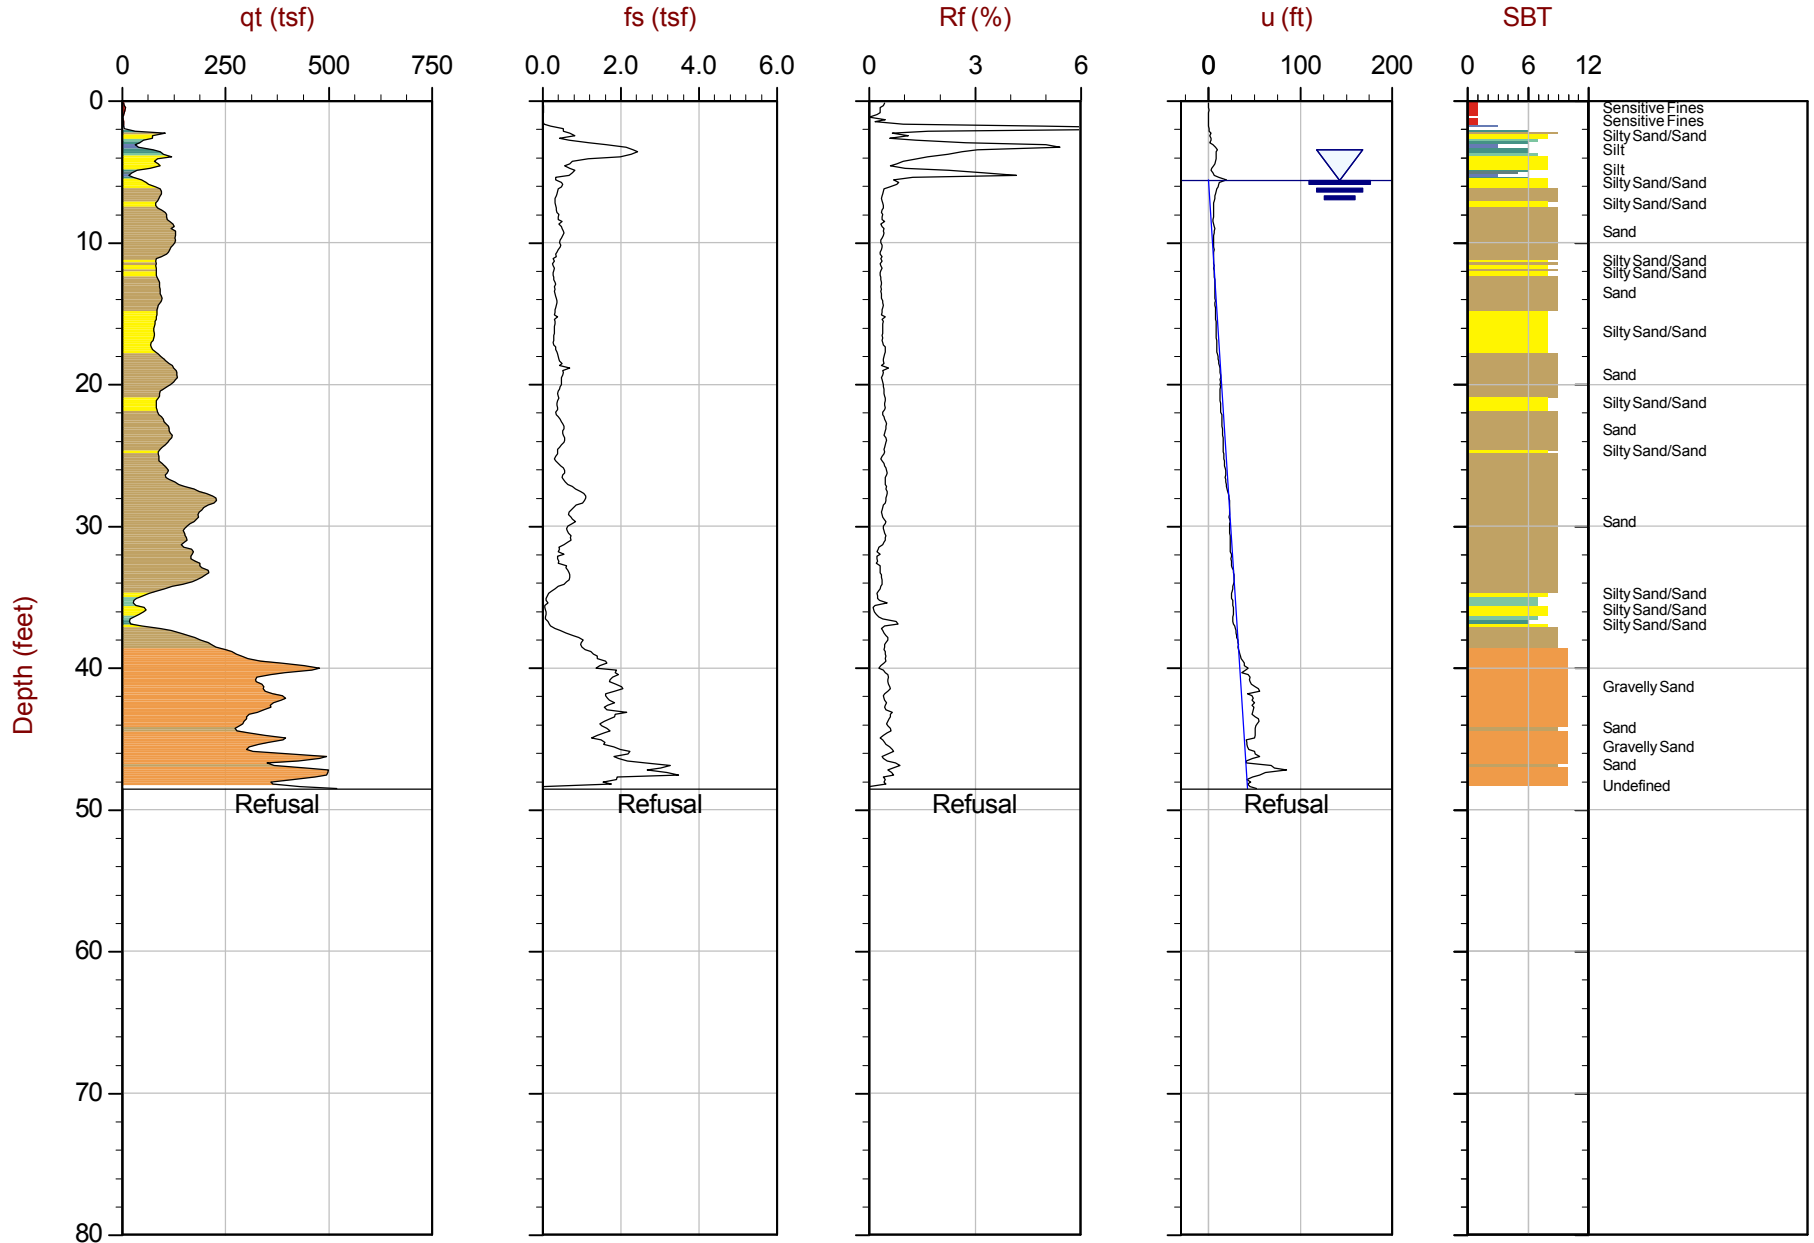 qt (tsf)
fs (tsf)
Rf (%)
u (ft)
SBT
0 250 500 750
0.0 2.0 4.0 6.0
0 3 6
0 100 200
0 6 12
0
10
20
30
40
50
60
70
80
Depth (feet)
Sensitive Fines
Sensitive Fines
Silty Sand/Sand
Silt
Silt
Silty Sand/Sand
Silty Sand/Sand
Sand
Silty Sand/Sand
Silty Sand/Sand
Sand
Silty Sand/Sand
Sand
Silty Sand/Sand
Sand
Silty Sand/Sand
Sand
Silty Sand/Sand
Silty Sand/Sand
Silty Sand/Sand
Gravelly Sand
Sand
Gravelly Sand
Sand
Undefined
Refusal
Refusal
Refusal
Refusal